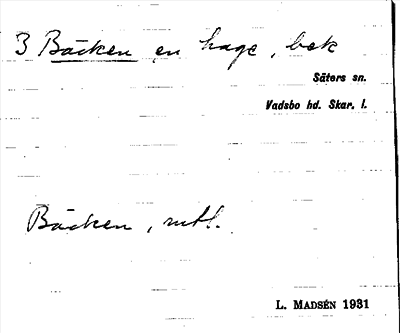 3 Bäcken en hage, bek
Säters sn.
Vadsbo hd. Skar. l.
Bäcken, mtl.
L. MADSÉN 1931